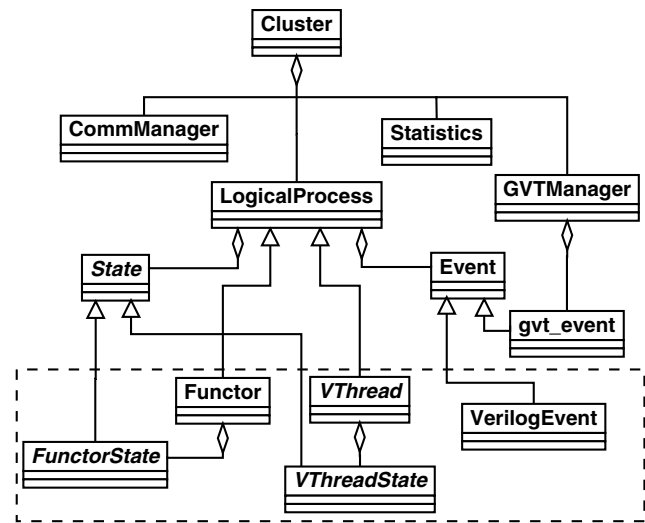 Cluster
CommManager
Statistics
LogicalProcess
GVTManager
State
Event
gvt_event
Functor
VThread
VerilogEvent
FunctorState
VThreadState